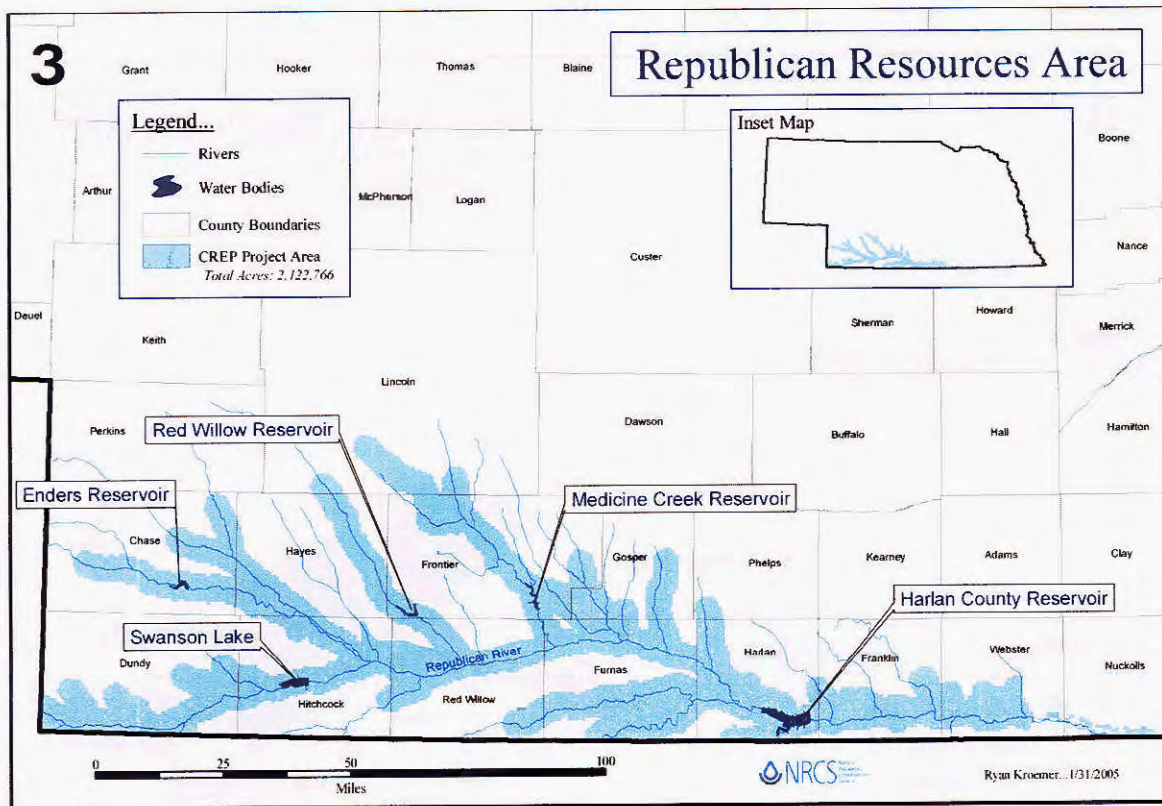 3
Republican Resources Area
Grant
Hooker
Thomas
Blaine
Legend...
Rivers
Water Bodies
County Boundaries
CREP Project Area
Total Acres: 2,122,766
Inset Map
Boone
Arthur
McPherson
Logan
Custer
Nance
Deuel
Keith
Sherman
Howard
Merrick
Lincoln
Perkins
Red Willow Reservoir
Dawson
Buffalo
Hall
Hamilton
Enders Reservoir
Medicine Creek Reservoir
Chase
Hayes
Frontier
Gosper
Phelps
Kearney
Adams
Clay
Harlan County Reservoir
Swanson Lake
Dundy
Republican River
Harlan
Franklin
Webster
Nuckolls
Furnas
Hitchcock
Red Willow
0 50 100
Miles
NRCS
Ryan Kroemer...1/31/2005